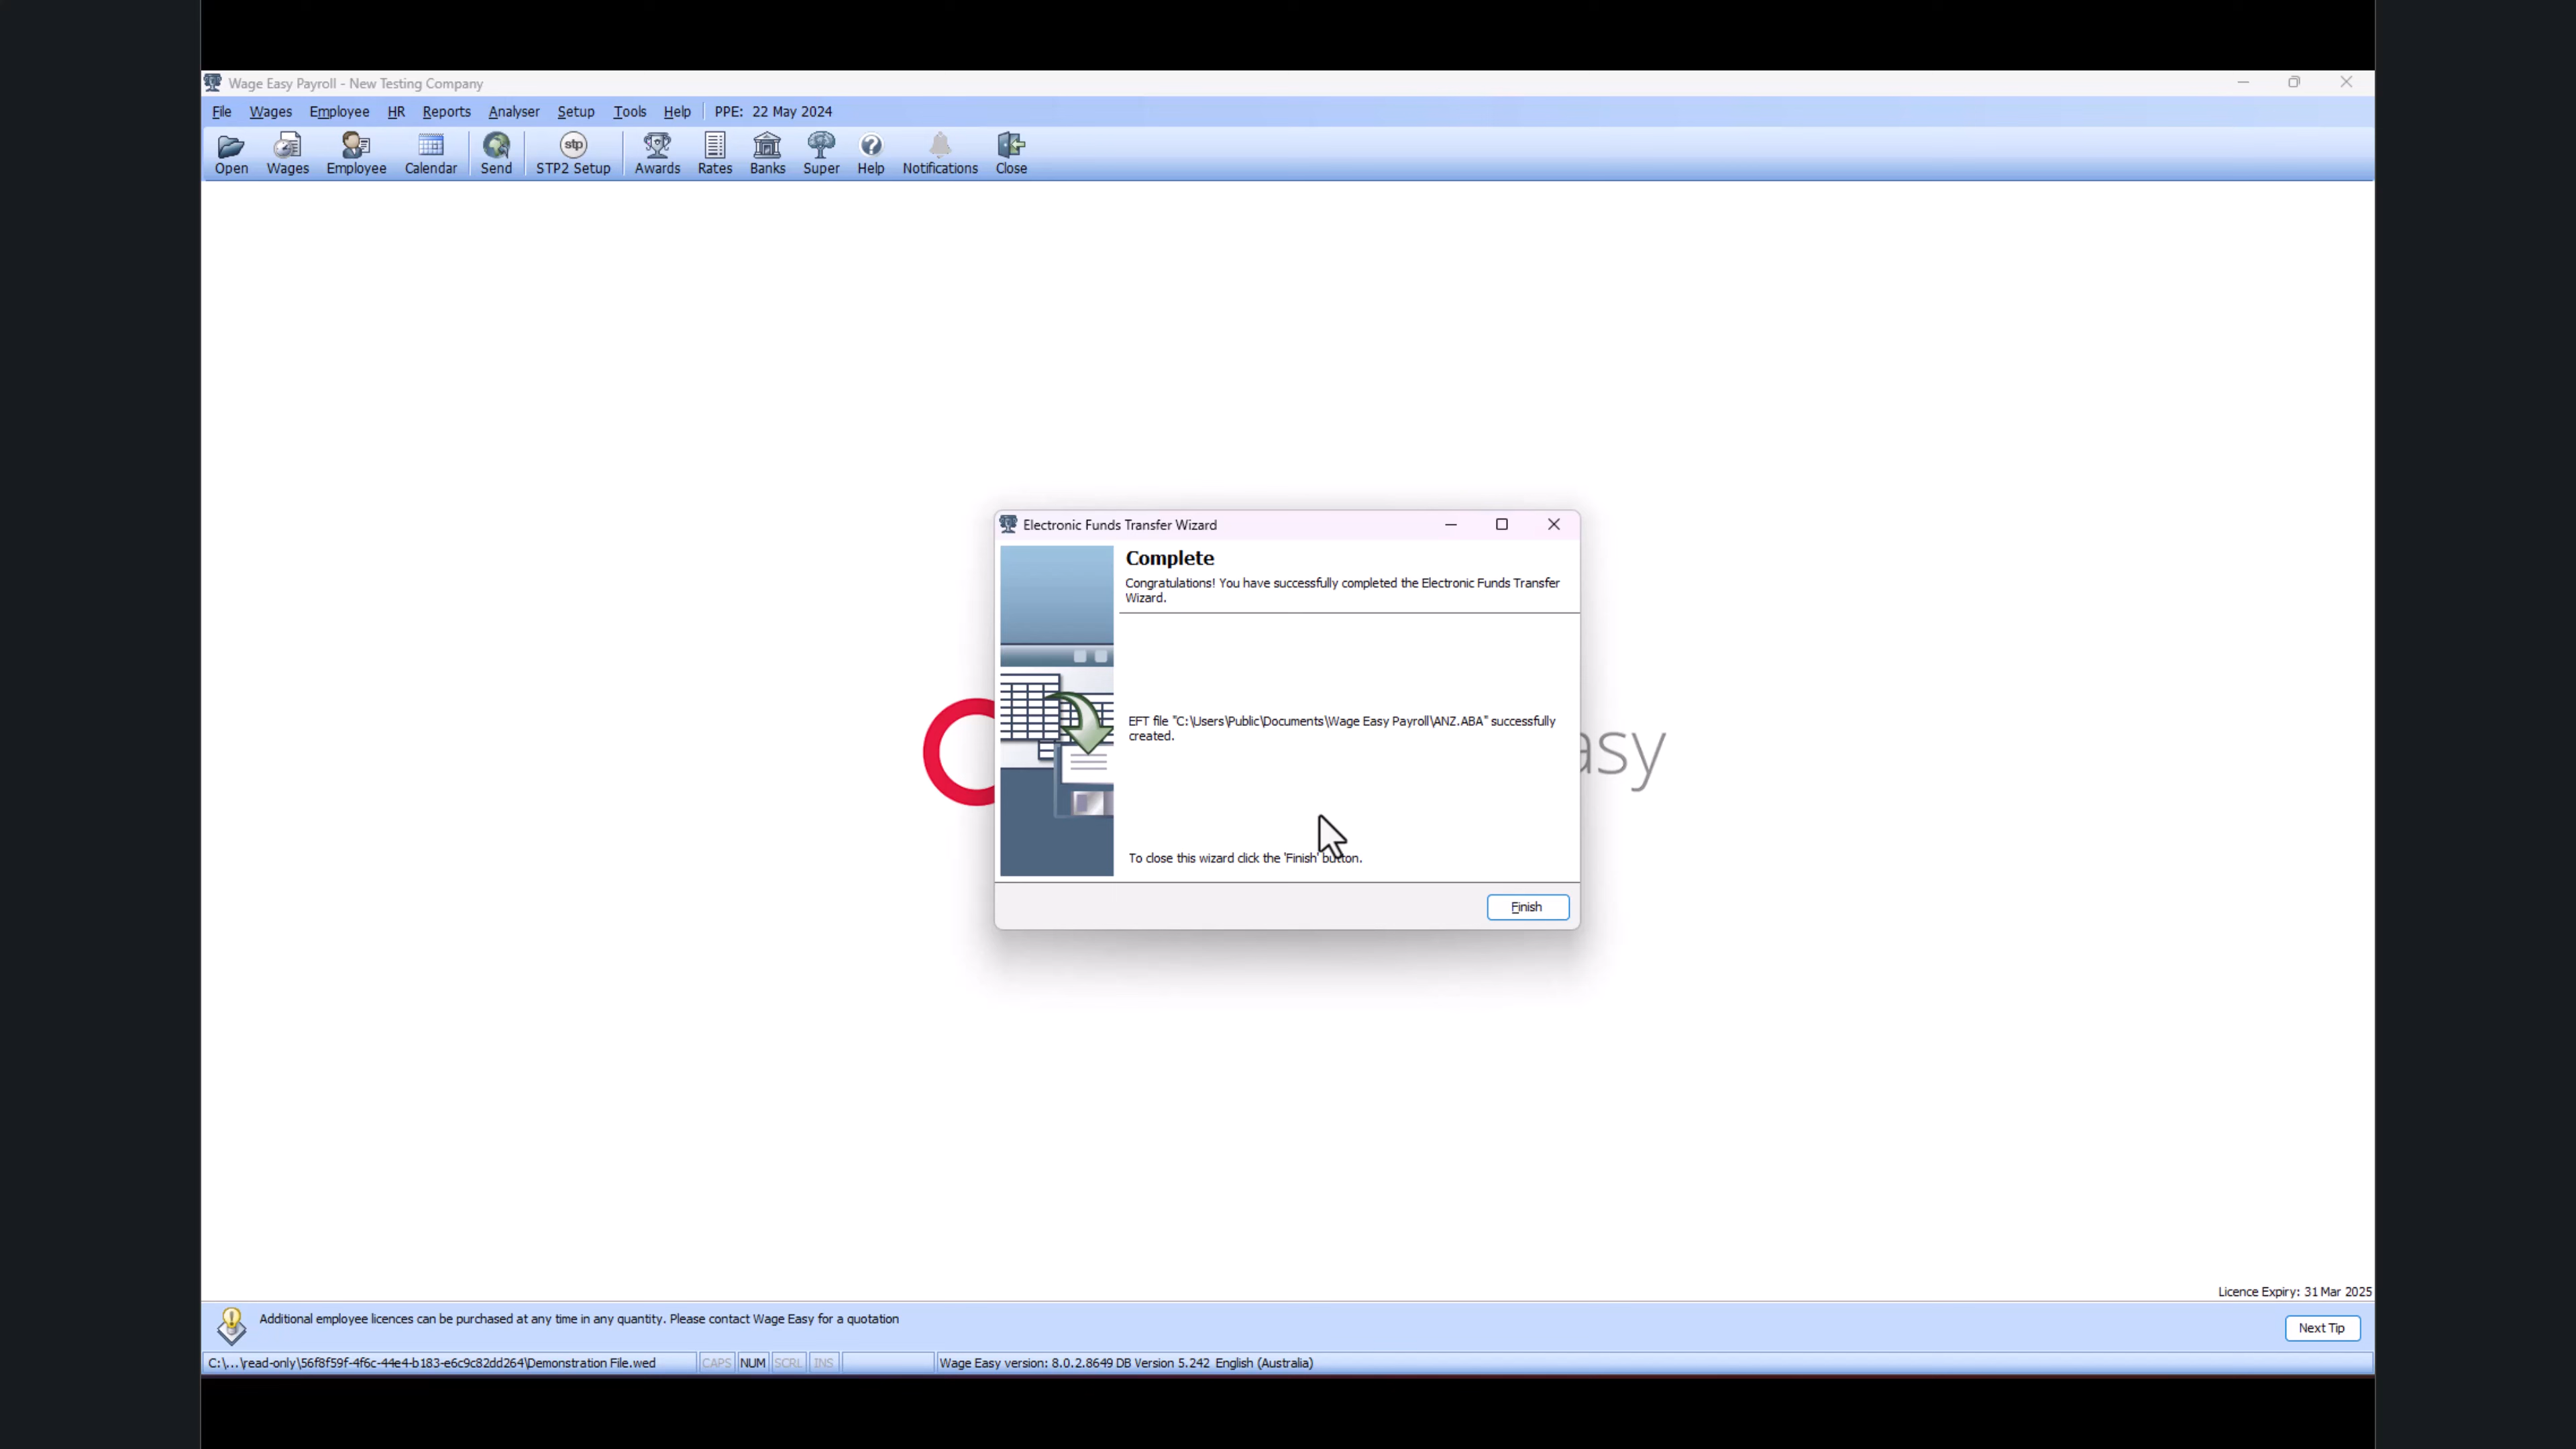 Wage Easy Payroll - New Testing Company
File Wages Employee HR Reports Analyser Setup Tools Help PPE: 22 May 2024
stp
Open Wages Employee Calendar Send STP2 Setup Awards Rates Banks Super Help Notifications Close
Electronic Funds Transfer Wizard
Complete
Congratulations! You have successfully completed the Electronic Funds Transfer
Wizard.
EFT file "C:\Users\Public\Documents\Wage Easy Payroll\ANZ.ABA" successfully
created.
asy
To close this wizard click the 'Finish' button.
Finish
Licence Expiry: 31 Mar 2025
Additional employee licences can be purchased at any time in any quantity. Please contact Wage Easy for a quotation
Next Tip
C:\...\read-only\56f8f59f-4f6c-44e4-b183-e6c9c82dd264\Demonstration File.wed CAPS NUM SCRL INS Wage Easy version: 8.0.2.8649 DB Version 5.242 English (Australia)